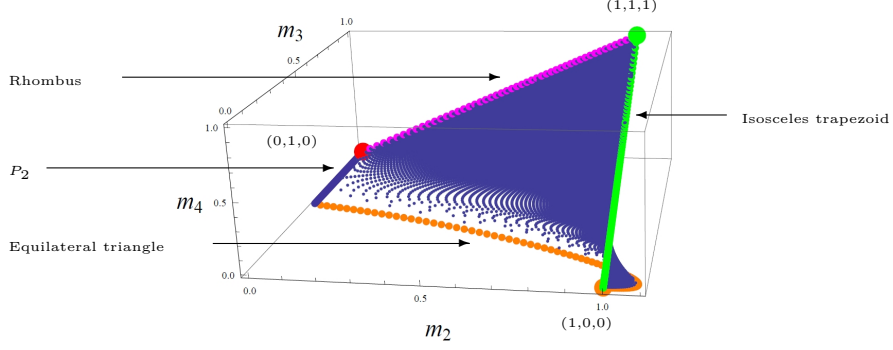 (1,1,1)
1.0
m3
0.5
Rhombus
0.0
1.0
Isosceles trapezoid
(0,1,0)
P2
m4
0.5
Equilateral triangle
0.0
0.0
0.5
1.0
(1,0,0)
m2